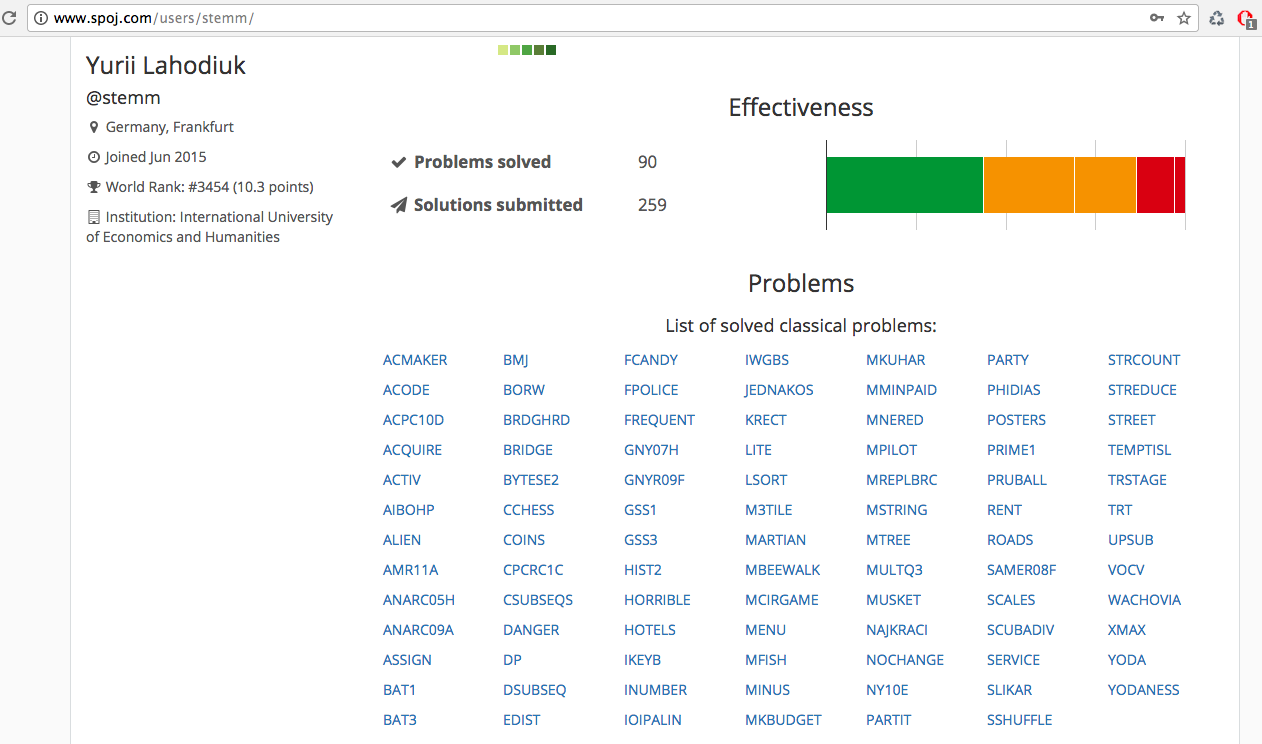 www.spoj.com/users/stemm/
1
Yurii Lahodiuk
@stemm
Germany, Frankfurt
Joined Jun 2015
World Rank: #3454 (10.3 points)
Institution: International University
of Economics and Humanities
Effectiveness
Problems solved 90
Solutions submitted 259
Problems
List of solved classical problems:
ACMAKER BMJ FCANDY IWGBS MKUHAR PARTY STRCOUNT
ACODE BORW FPOLICE JEDNAKOS MMINPAID PHIDIAS STREDUCE
ACPC10D BRDGHRD FREQUENT KRECT MNERED POSTERS STREET
ACQUIRE BRIDGE GNY07H LITE MPILOT PRIME1 TEMPTISL
ACTIV BYTESE2 GNYR09F LSORT MREPLBRC PRUBALL TRSTAGE
AIBOHP CCHESS GSS1 M3TILE MSTRING RENT TRT
ALIEN COINS GSS3 MARTIAN MTREE ROADS UPSUB
AMR11A CPCRC1C HIST2 MBEEWALK MULTQ3 SAMER08F VOCV
ANARC05H CSUBSEQS HORRIBLE MCIRGAME MUSKET SCALES WACHOVIA
ANARC09A DANGER HOTELS MENU NAJKRACI SCUBADIV XMAX
ASSIGN DP IKEYB MFISH NOCHANGE SERVICE YODA
BAT1 DSUBSEQ INUMBER MINUS NY10E SLIKAR YODANESS
BAT3 EDIST IOIPALIN MKBUDGET PARTIT SSHUFFLE